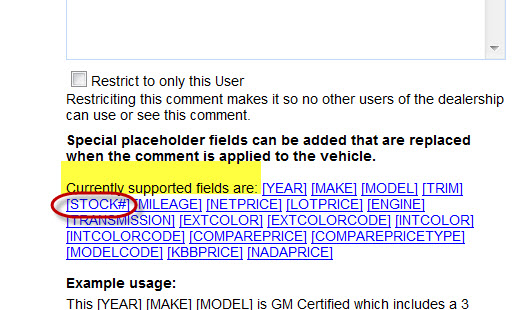 Restrict to only this User
Restriciting this comment makes it so no other users of the dealership
can use or see this comment.
Special placeholder fields can be added that are replaced
when the comment is applied to the vehicle.
Currently supported fields are: [YEAR] [MAKE] [MODEL] [TRIM]
[STOCK#] [MILEAGE] [NETPRICE] [LOTPRICE] [ENGINE]
[TRANSMISSION] [EXTCOLOR] [EXTCOLORCODE] [INTCOLOR]
[INTCOLORCODE] [COMPAREPRICE] [COMPAREPRICETYPE]
[MODELCODE] [KBBPRICE] [NADAPRICE]
Example usage:
This [YEAR] [MAKE] [MODEL] is GM Certified which includes a 3